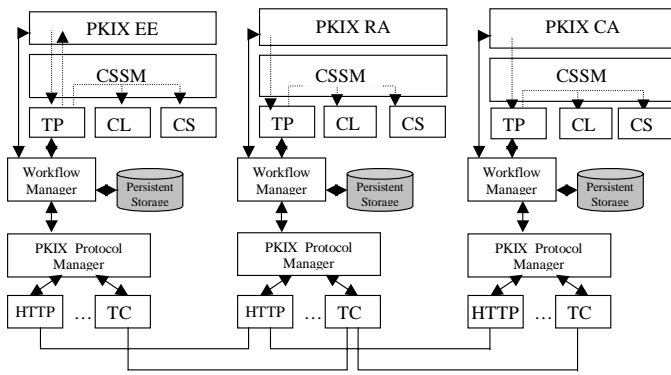 PKIX EE
PKIX RA
PKIX CA
CSSM
CSSM
CSSM
TP
CL
CS
TP
CL
CS
TP
CL
CS
Workflow
Manager
Persistent
Storage
Workflow
Manager
Persistent
Storage
Workflow
Manager
Persistent
Storage
PKIX Protocol
Manager
PKIX Protocol
Manager
PKIX Protocol
Manager
HTTP
…
TC
HTTP
…
TC
HTTP
…
TC